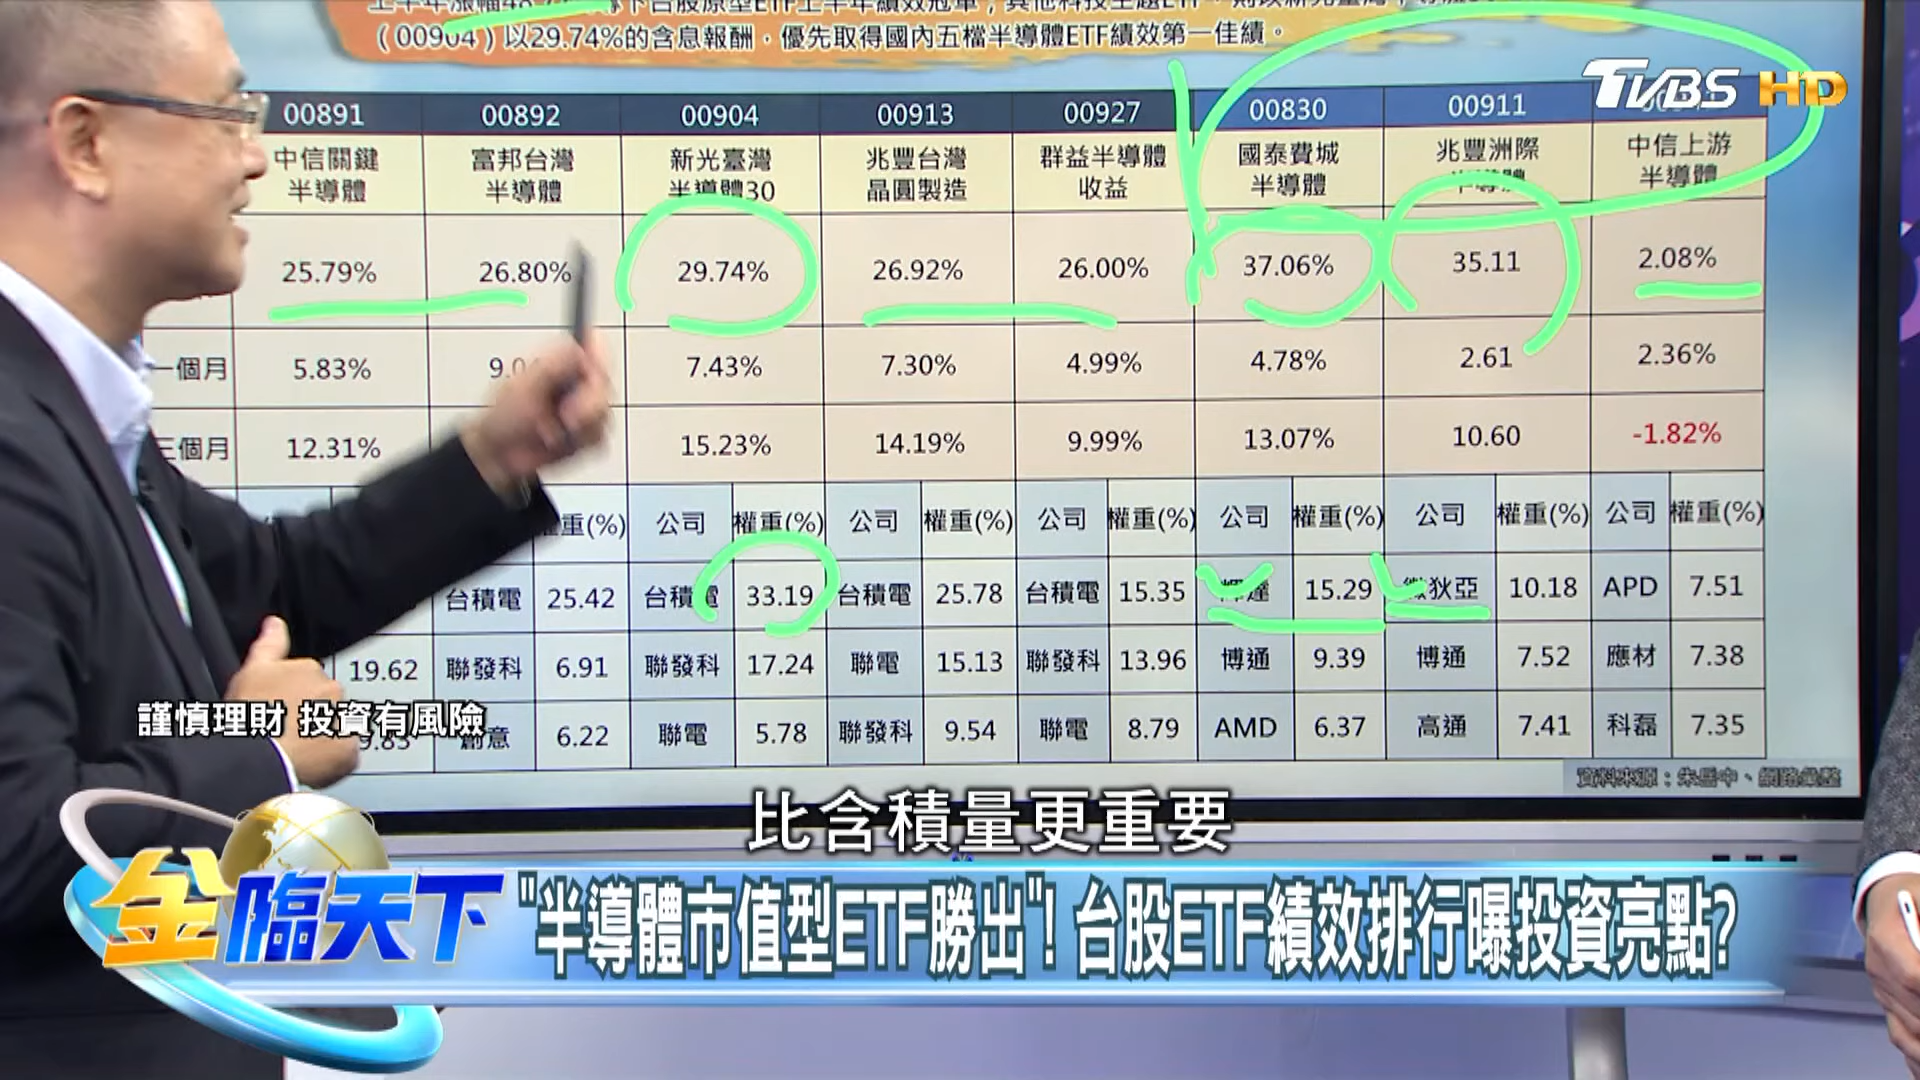 （00904）以29.74%的含息報酬，優先取得國內五檔半導體ETF績效第一佳績。
TVBS HD
00891 00892 00904 00913 00927 00830 00911
中信關鍵半導體 富邦台灣半導體 新光臺灣半導體30 兆豐台灣晶圓製造 群益半導體收益 國泰費城半導體 兆豐洲際半導體 中信上游半導體
25.79% 26.80% 29.74% 26.92% 26.00% 37.06% 35.11 2.08%
一個月 5.83% 7.43% 7.30% 4.99% 4.78% 2.61 2.36%
三個月 12.31% 15.23% 14.19% 9.99% 13.07% 10.60 -1.82%
權重(%) 公司 權重(%) 公司 權重(%) 公司 權重(%) 公司 權重(%) 公司 權重(%) 公司 權重(%)
台積電 25.42 台積電 33.19 台積電 25.78 台積電 15.35 輝達 15.29 微狄亞 10.18 APD 7.51
19.62 聯發科 6.91 聯發科 17.24 聯電 15.13 聯發科 13.96 博通 9.39 博通 7.52 應材 7.38
創意 6.22 聯電 5.78 聯發科 9.54 聯電 8.79 AMD 6.37 高通 7.41 科磊 7.35
謹慎理財 投資有風險
比含積量更重要
金臨天下
"半導體市值型ETF勝出"! 台股ETF績效排行曝投資亮點?